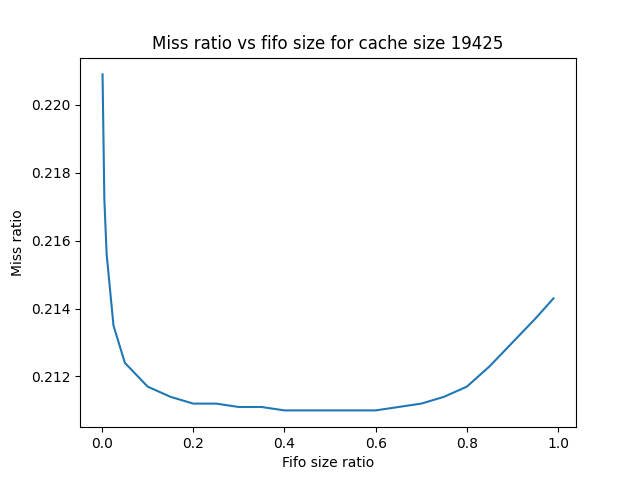 Miss ratio vs fifo size for cache size 19425
0.220
0.218
0.216
0.214
0.212
Miss ratio
0.0 0.2 0.4 0.6 0.8 1.0
Fifo size ratio